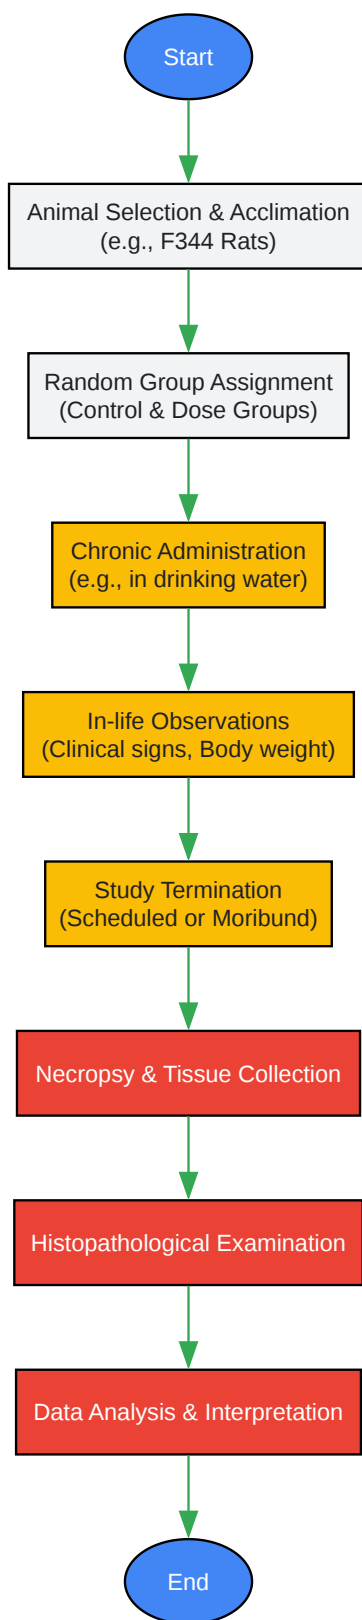 Start
Animal Selection & Acclimation
(e.g., F344 Rats)
Random Group Assignment
(Control & Dose Groups)
Chronic Administration
(e.g., in drinking water)
In-life Observations
(Clinical signs, Body weight)
Study Termination
(Scheduled or Moribund)
Necropsy & Tissue Collection
Histopathological Examination
Data Analysis & Interpretation
End